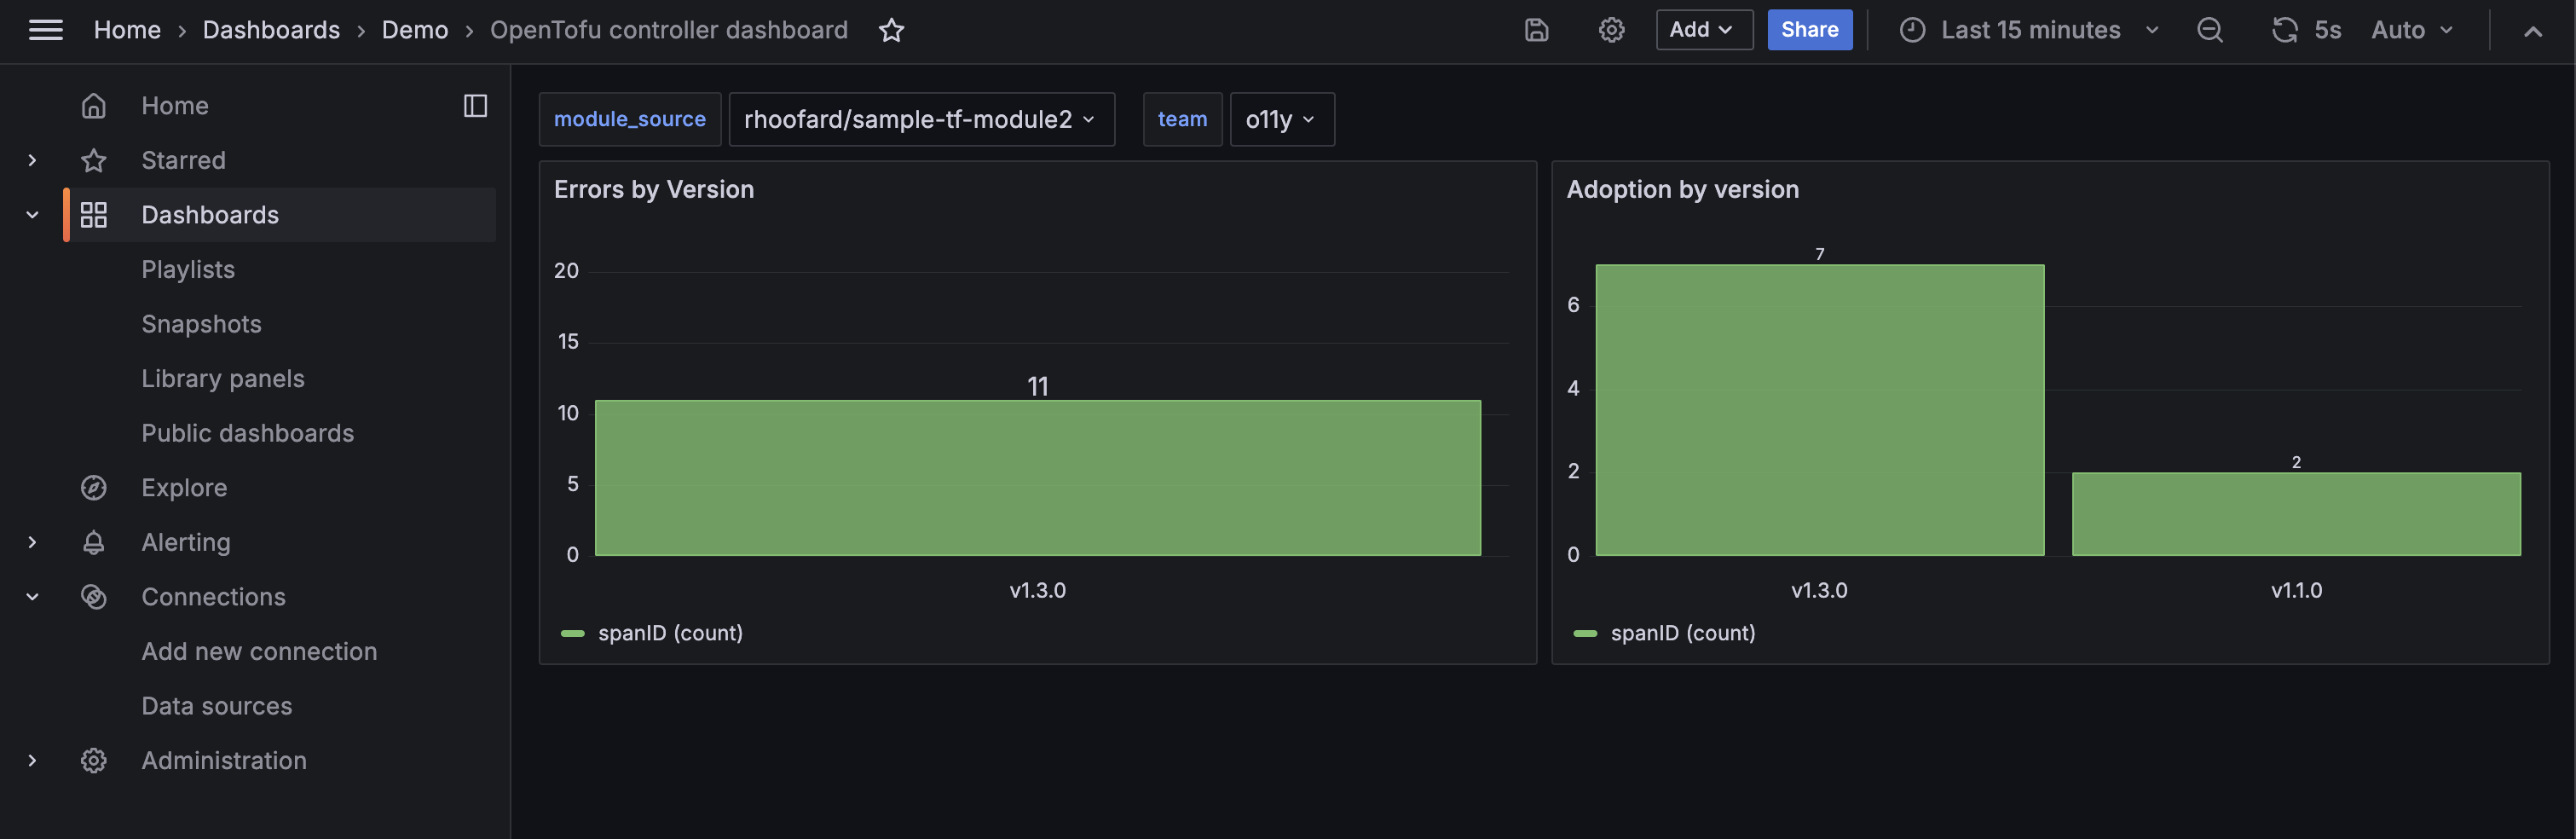 Home › Dashboards › Demo › OpenTofu controller dashboard
Add
Share
Last 15 minutes
5s
Auto
Home
Starred
Dashboards
Playlists
Snapshots
Library panels
Public dashboards
Explore
Alerting
Connections
Add new connection
Data sources
Administration
module_source rhoofard/sample-tf-module2 team o11y
Errors by Version
20
15
11
10
5
0
v1.3.0
spanID (count)
Adoption by version
7
6
4
2
2
0
v1.3.0 v1.1.0
spanID (count)